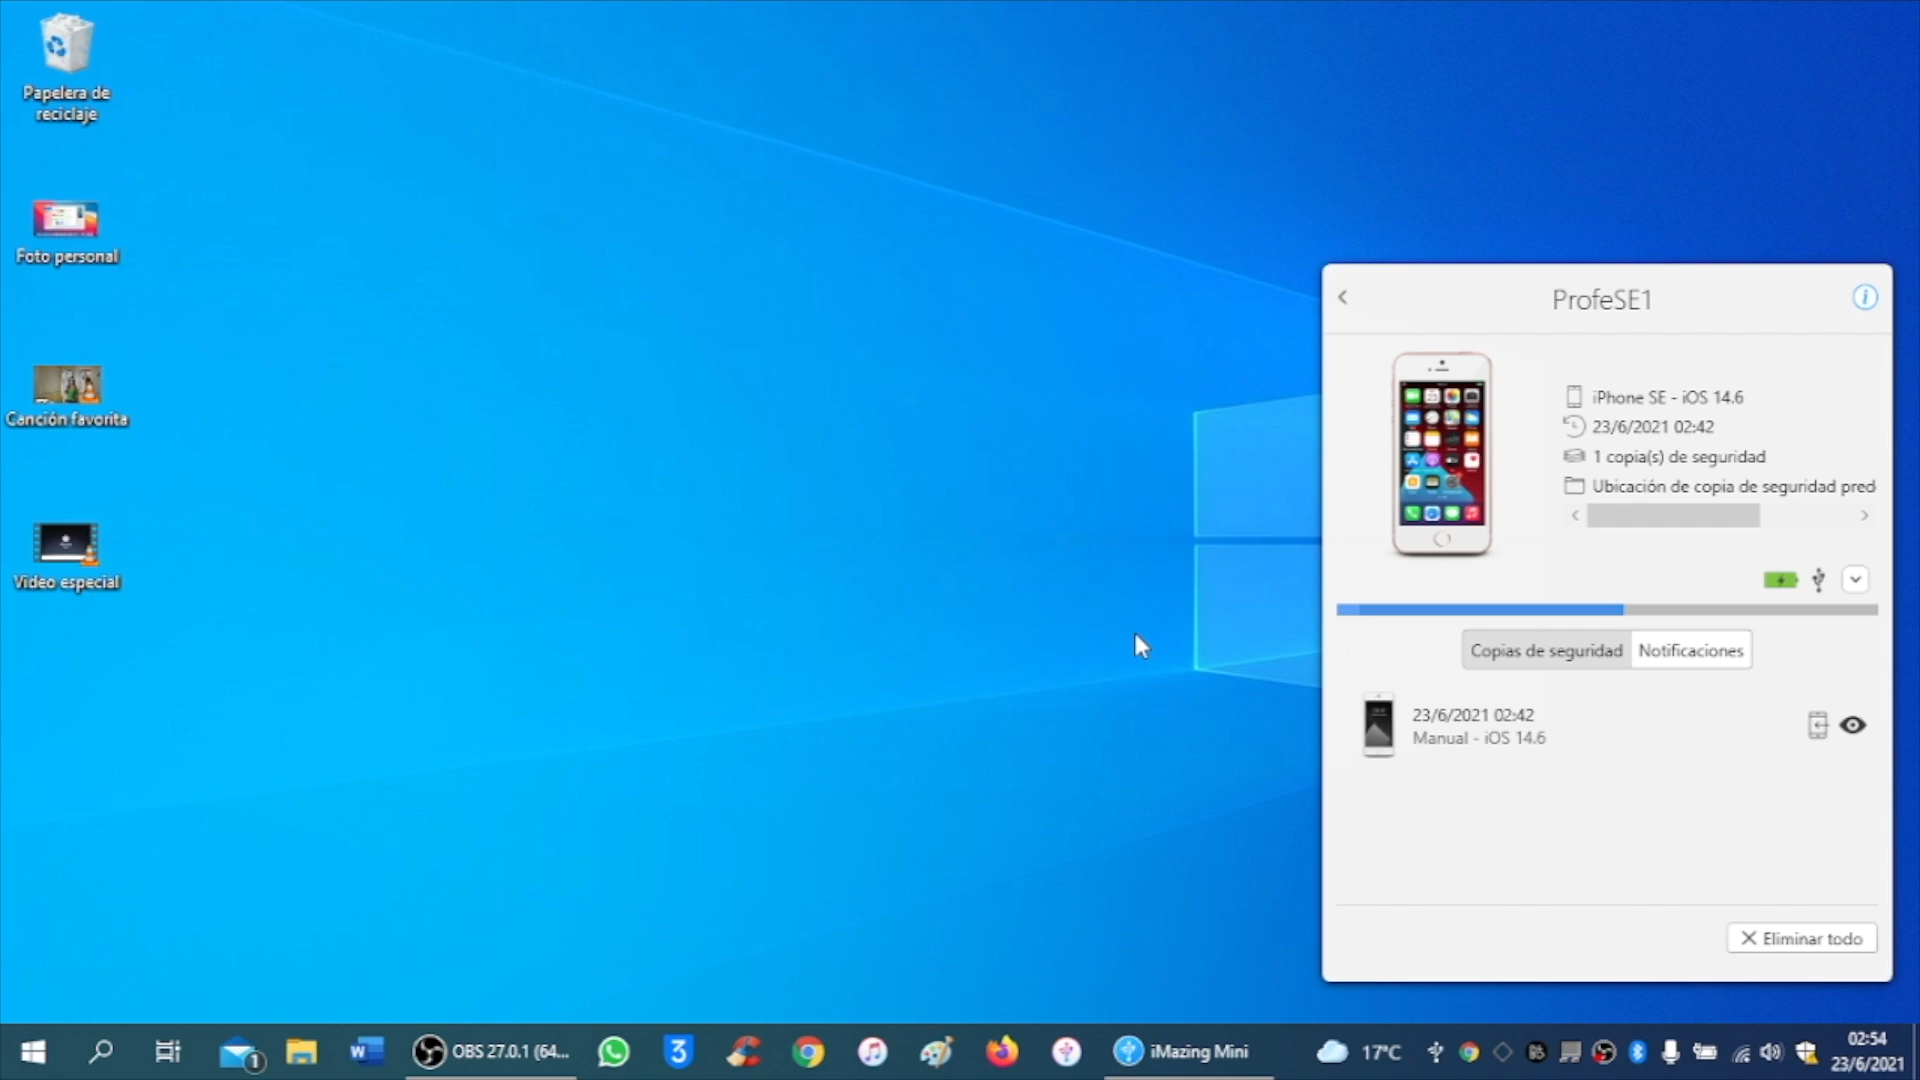 Papelera de
reciclaje
Foto personal
Canción favorita
Video especial
ProfeSE1
iPhone SE - iOS 14.6
23/6/2021 02:42
1 copia(s) de seguridad
Ubicación de copia de seguridad pred
Copias de seguridad
Notificaciones
23/6/2021 02:42
Manual - iOS 14.6
Eliminar todo
1
W
OBS 27.0.1 (64...
3
iMazing Mini
17°C
02:54
23/6/2021